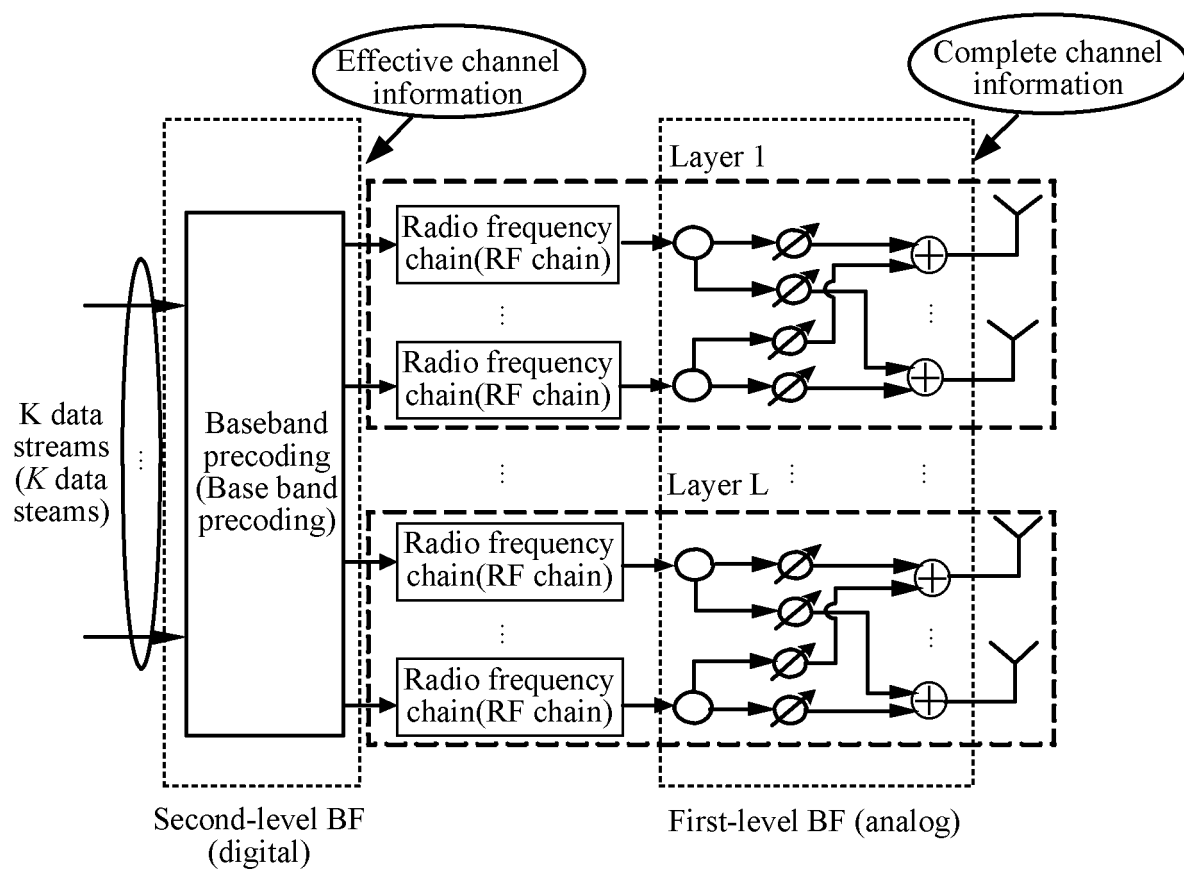 Effective channel
information
Complete channel
information
Layer 1
Radio frequency
chain(RF chain)
Radio frequency
chain(RF chain)
K data
streams
(K data
steams)
Baseband
precoding
(Base band
precoding)
Layer L
Radio frequency
chain(RF chain)
Radio frequency
chain(RF chain)
Second-level BF
(digital)
First-level BF (analog)